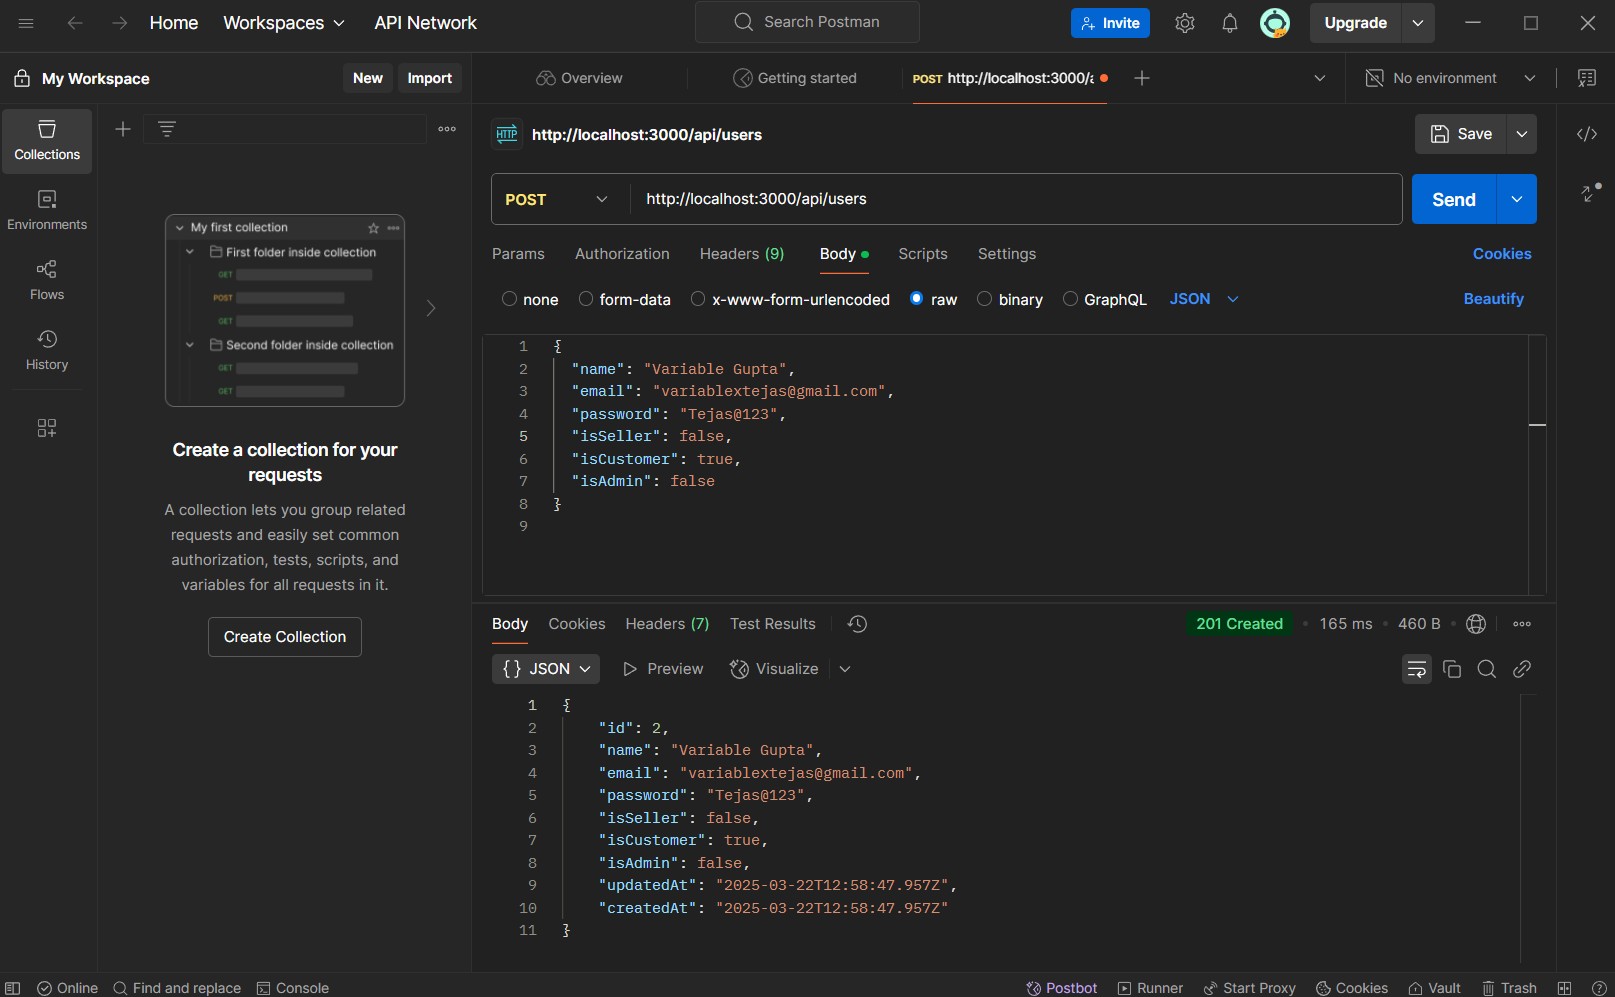 Home Workspaces API Network Search Postman Invite Upgrade
My Workspace New Import Overview Getting started POST http://localhost:3000/a No environment
Collections
Environments
Flows
History
My first collection
First folder inside collection
GET
POST
GET
Second folder inside collection
GET
GET
Create a collection for your
requests
A collection lets you group related
requests and easily set common
authorization, tests, scripts, and
variables for all requests in it.
Create Collection
HTTP http://localhost:3000/api/users Save
POST http://localhost:3000/api/users Send
Params Authorization Headers (9) Body Scripts Settings Cookies
none form-data x-www-form-urlencoded raw binary GraphQL JSON Beautify
1 {
2 "name": "Variable Gupta",
3 "email": "variablextejas@gmail.com",
4 "password": "Tejas@123",
5 "isSeller": false,
6 "isCustomer": true,
7 "isAdmin": false
8 }
9
Body Cookies Headers (7) Test Results 201 Created • 165 ms • 460 B
{} JSON Preview Visualize
1 {
2 "id": 2,
3 "name": "Variable Gupta",
4 "email": "variablextejas@gmail.com",
5 "password": "Tejas@123",
6 "isSeller": false,
7 "isCustomer": true,
8 "isAdmin": false,
9 "updatedAt": "2025-03-22T12:58:47.957Z",
10 "createdAt": "2025-03-22T12:58:47.957Z"
11 }
Online Find and replace Console Postbot Runner Start Proxy Cookies Vault Trash